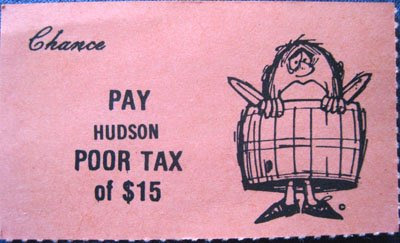 Chance
PAY
HUDSON
POOR TAX
of $15
©